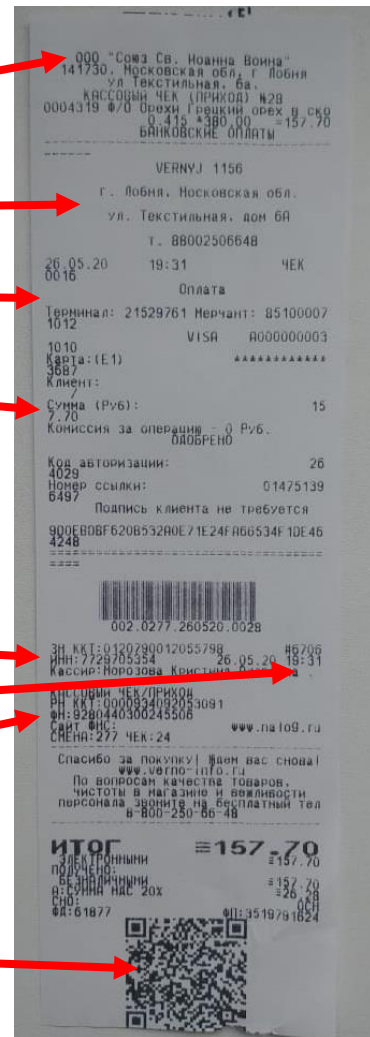 ООО "Союз Св. Иоанна Воина"
141730, Московская обл, г Лобня
ул Текстильная, 6а.
КАССОВЫЙ ЧЕК (ПРИХОД) №28
0004319 Ф/О Орехи Грецкий орех в ско
0.415 *380.00 =157.70
БАНКОВСКИЕ ОПЛАТЫ
VERNYJ 1156
г. Лобня, Московская обл.
ул. Текстильная, дом 6А
т. 88002506648
26.05.20 19:31 ЧЕК
0016
Оплата
Терминал: 21529761 Мерчант: 85100007
1012
VISA A000000003
1010
Карта:(E1) ************
3687
Клиент:
/
Сумма (Руб): 15
7.70
Комиссия за операцию - 0 Руб.
ОДОБРЕНО
Код авторизации: 26
4029
Номер ссылки: 01475139
6497
Подпись клиента не требуется
900EBDBF620B532A0E71E24FA66534F1DE46
4248
====================================
====
002.0277.260520.0028
ЗН ККТ:0120790012055798 #6706
ИНН:7729705354 26.05.20 19:31
Кассир:Морозова Кристина
КАССОВЫЙ ЧЕК/ПРИХОД
РН ККТ:0000934092053091
ФН:9280440300245506
Сайт ФНС: www.nalog.ru
СМЕНА:277 ЧЕК:24
Спасибо за покупку! Ждем вас снова!
www.verno-info.ru
По вопросам качества товаров,
чистоты в магазине и вежливости
персонала звоните на бесплатный тел
8-800-250-66-48
ИТОГ ≡157.70
ЭЛЕКТРОННЫМИ ≡157.70
ПОЛУЧЕНО:
БЕЗНАЛИЧНЫМИ ≡157.70
А:СУММА НДС 20% ≡26.28
СНО: ОСН
ФД:61877 ФП:3519791624